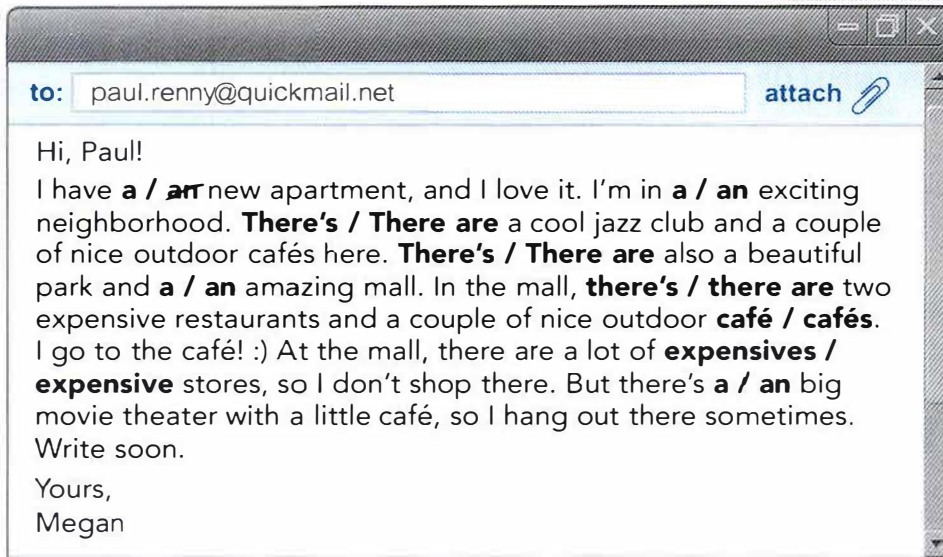 to: paul.renny@quickmail.net attach
Hi, Paul!
I have a / an new apartment, and I love it. I'm in a / an exciting
neighborhood. There's / There are a cool jazz club and a couple
of nice outdoor cafés here. There's / There are also a beautiful
park and a / an amazing mall. In the mall, there's / there are two
expensive restaurants and a couple of nice outdoor café / cafés.
I go to the café! :) At the mall, there are a lot of expensives /
expensive stores, so I don't shop there. But there's a / an big
movie theater with a little café, so I hang out there sometimes.
Write soon.
Yours,
Megan